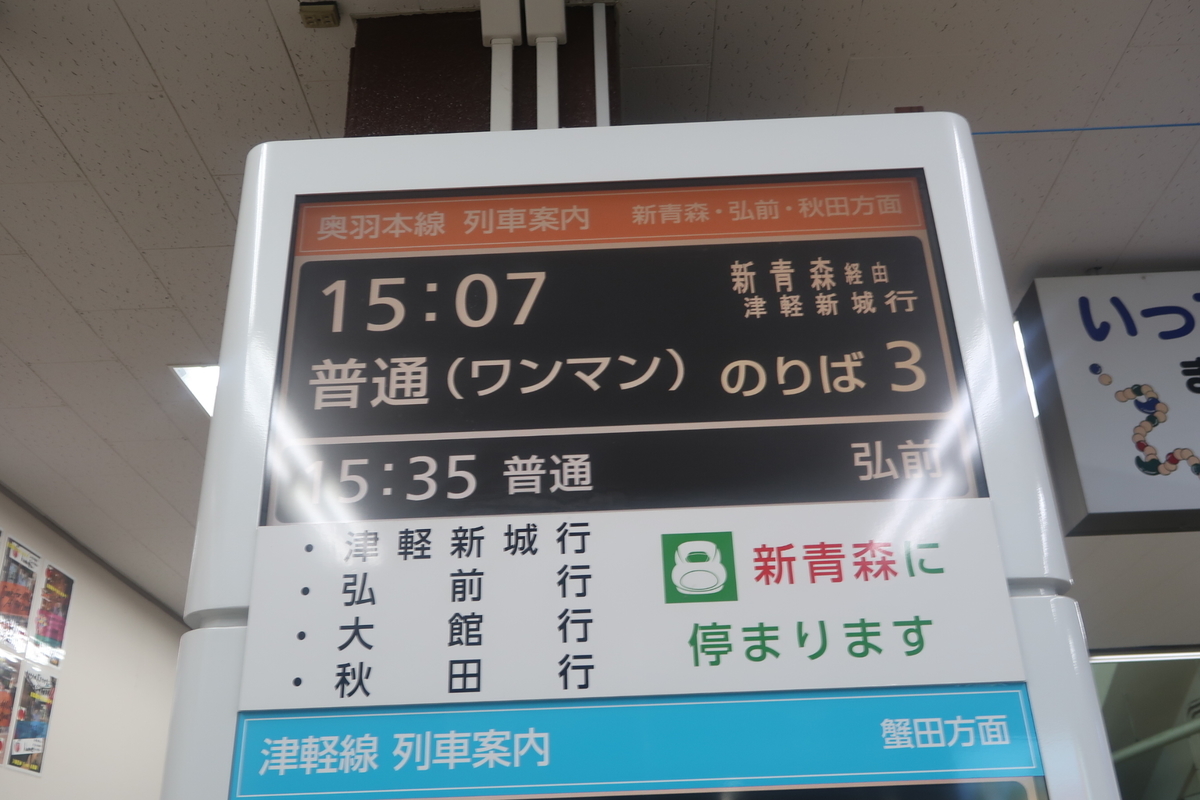 奥羽本線 列車案内 新青森・弘前・秋田方面
15:07 新青森経由
津軽新城行
普通(ワンマン) のりば 3
15:35 普通 弘前
・津軽新城行
・弘前行
・大館行
・秋田行
新青森に
停まります
津軽線 列車案内 蟹田方面
いっ
ま